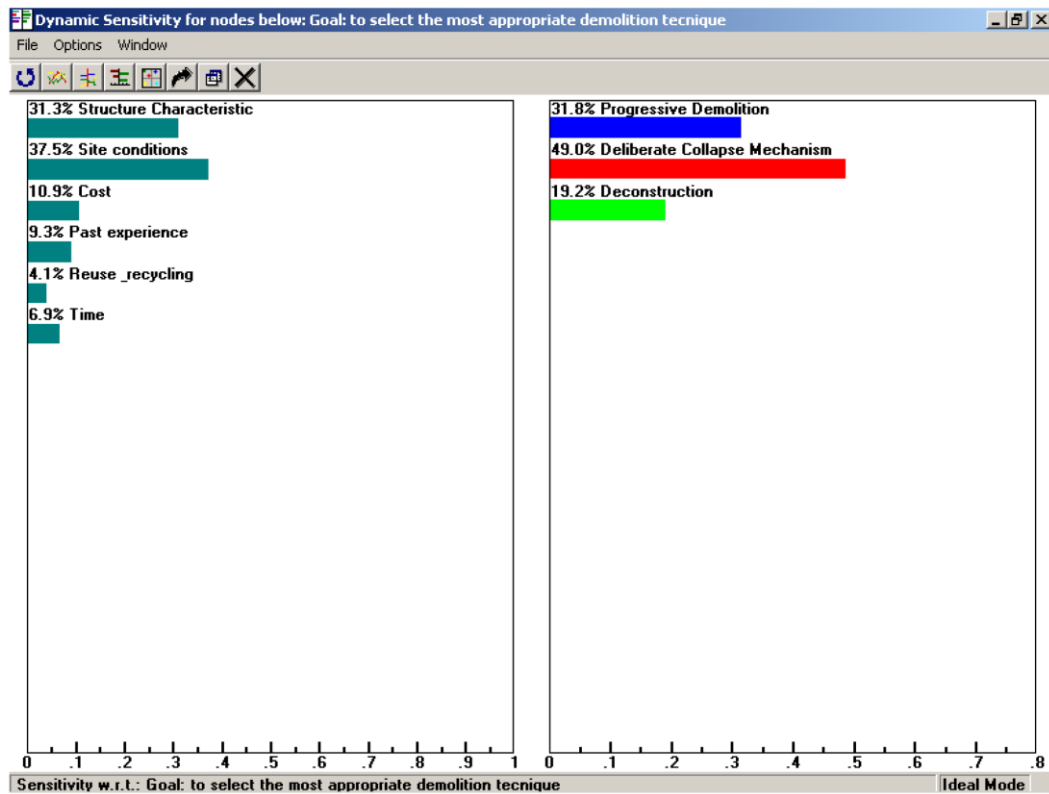 Dynamic Sensitivity for nodes below: Goal: to select the most appropriate demolition tecnique
File Options Window
31.3% Structure Characteristic
37.5% Site conditions
10.9% Cost
9.3% Past experience
4.1% Reuse _recycling
6.9% Time
0 .1 .2 .3 .4 .5 .6 .7 .8 .9 1
31.8% Progressive Demolition
49.0% Deliberate Collapse Mechanism
19.2% Deconstruction
0 .1 .2 .3 .4 .5 .6 .7 .8
Sensitivity w.r.t.: Goal: to select the most appropriate demolition tecnique
Ideal Mode